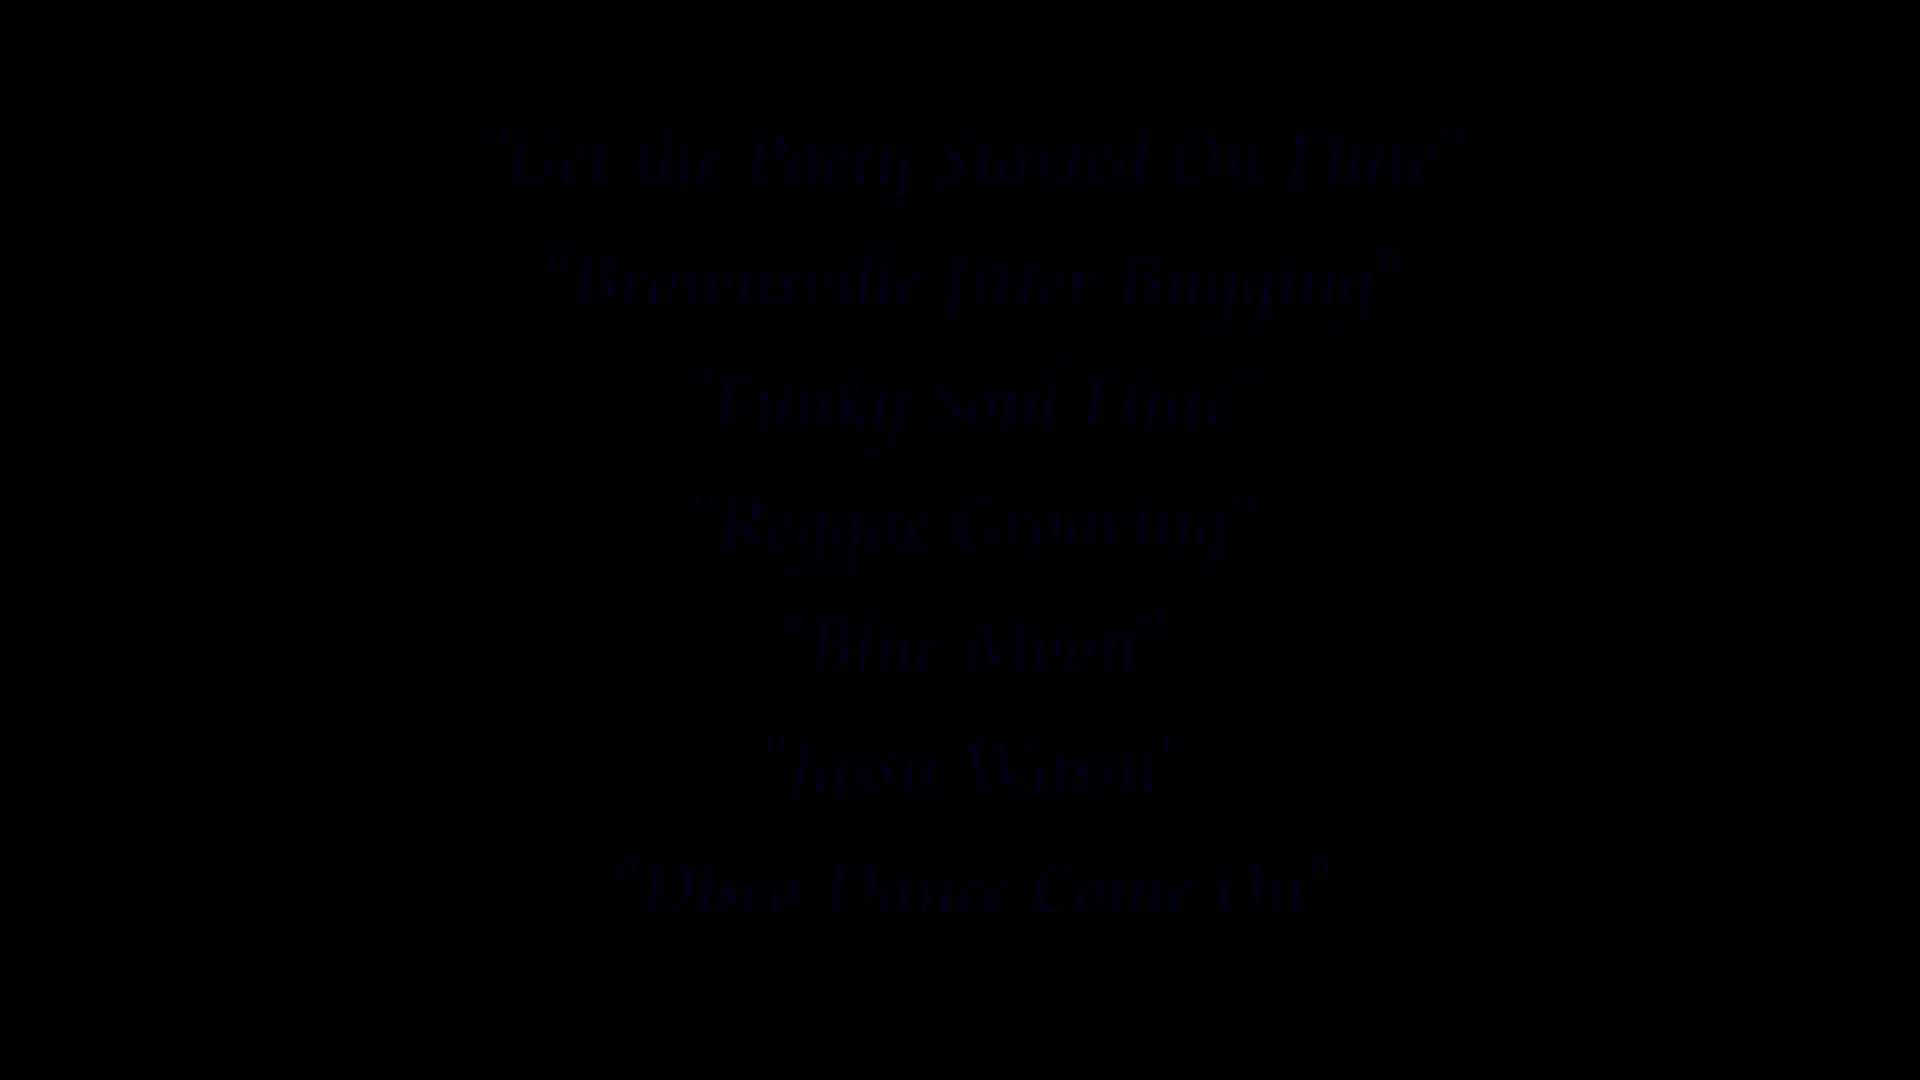 "Get the Party Started On Flute"
"Brownsville Jitter Bugging"
"Funky Soul Flute"
"Reggae Grooving"
"Blue Moon"
"Jassu Wassu"
"Disco Dance Come On"